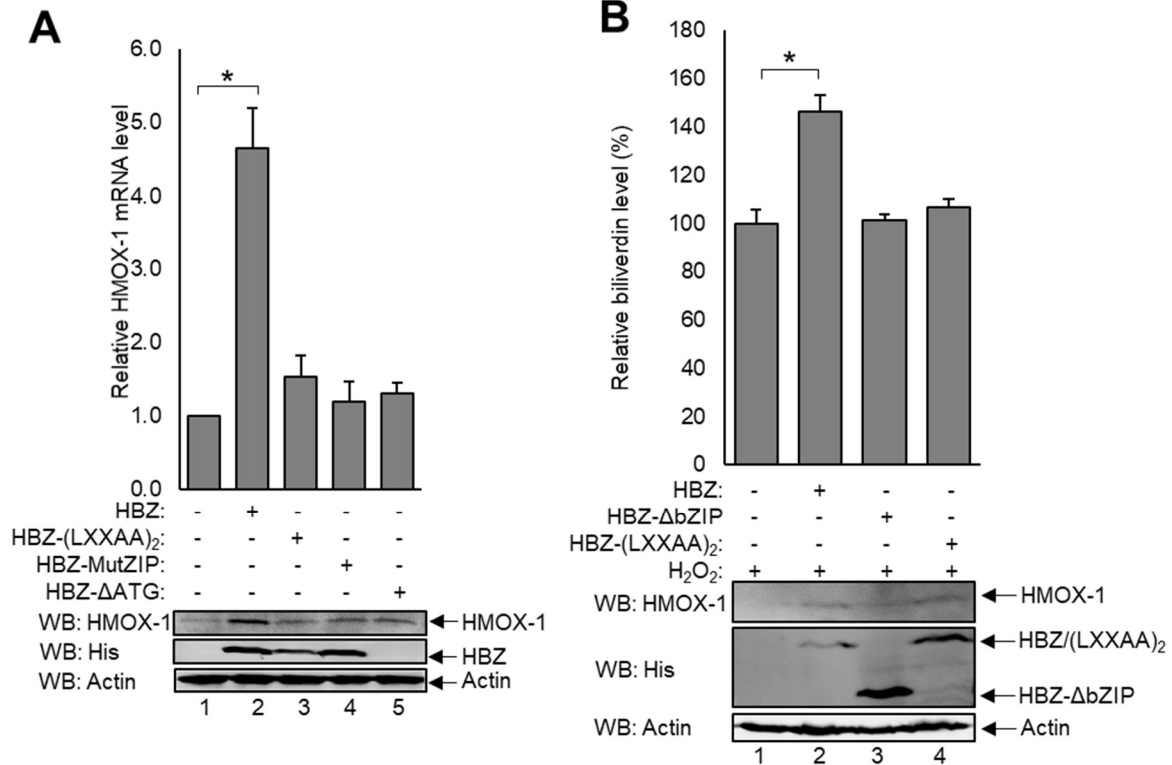 A
Relative HMOX-1 mRNA level
6.0
5.0
4.0
3.0
2.0
1.0
0.0
*
HBZ: - + - - -
HBZ-(LXXAA)₂: - - + - -
HBZ-MutZIP: - - - + -
HBZ-ΔATG: - - - - +
WB: HMOX-1 HMOX-1
WB: His HBZ
WB: Actin Actin
1 2 3 4 5
B
Relative biliverdin level (%)
180
160
140
120
100
80
60
40
20
0
*
HBZ: - + - -
HBZ-ΔbZIP - - + -
HBZ-(LXXAA)₂: - - - +
H₂O₂: + + + +
WB: HMOX-1 HMOX-1
HBZ/(LXXAA)₂
WB: His
HBZ-ΔbZIP
WB: Actin Actin
1 2 3 4